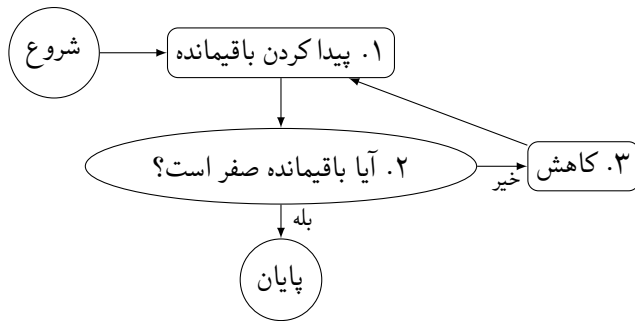 شروع
۱. پیدا کردن باقیمانده
۲. آیا باقیمانده صفر است؟
خیر
۳. کاهش
بله
پایان